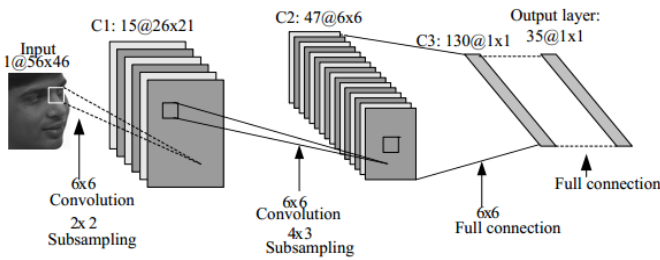 Input
1@56x46
C1: 15@26x21
C2: 47@6x6
C3: 130@1x1
Output layer:
35@1x1
6x6
Convolution
2x 2
Subsampling
6x6
Convolution
4x3
Subsampling
6x6
Full connection
Full connection